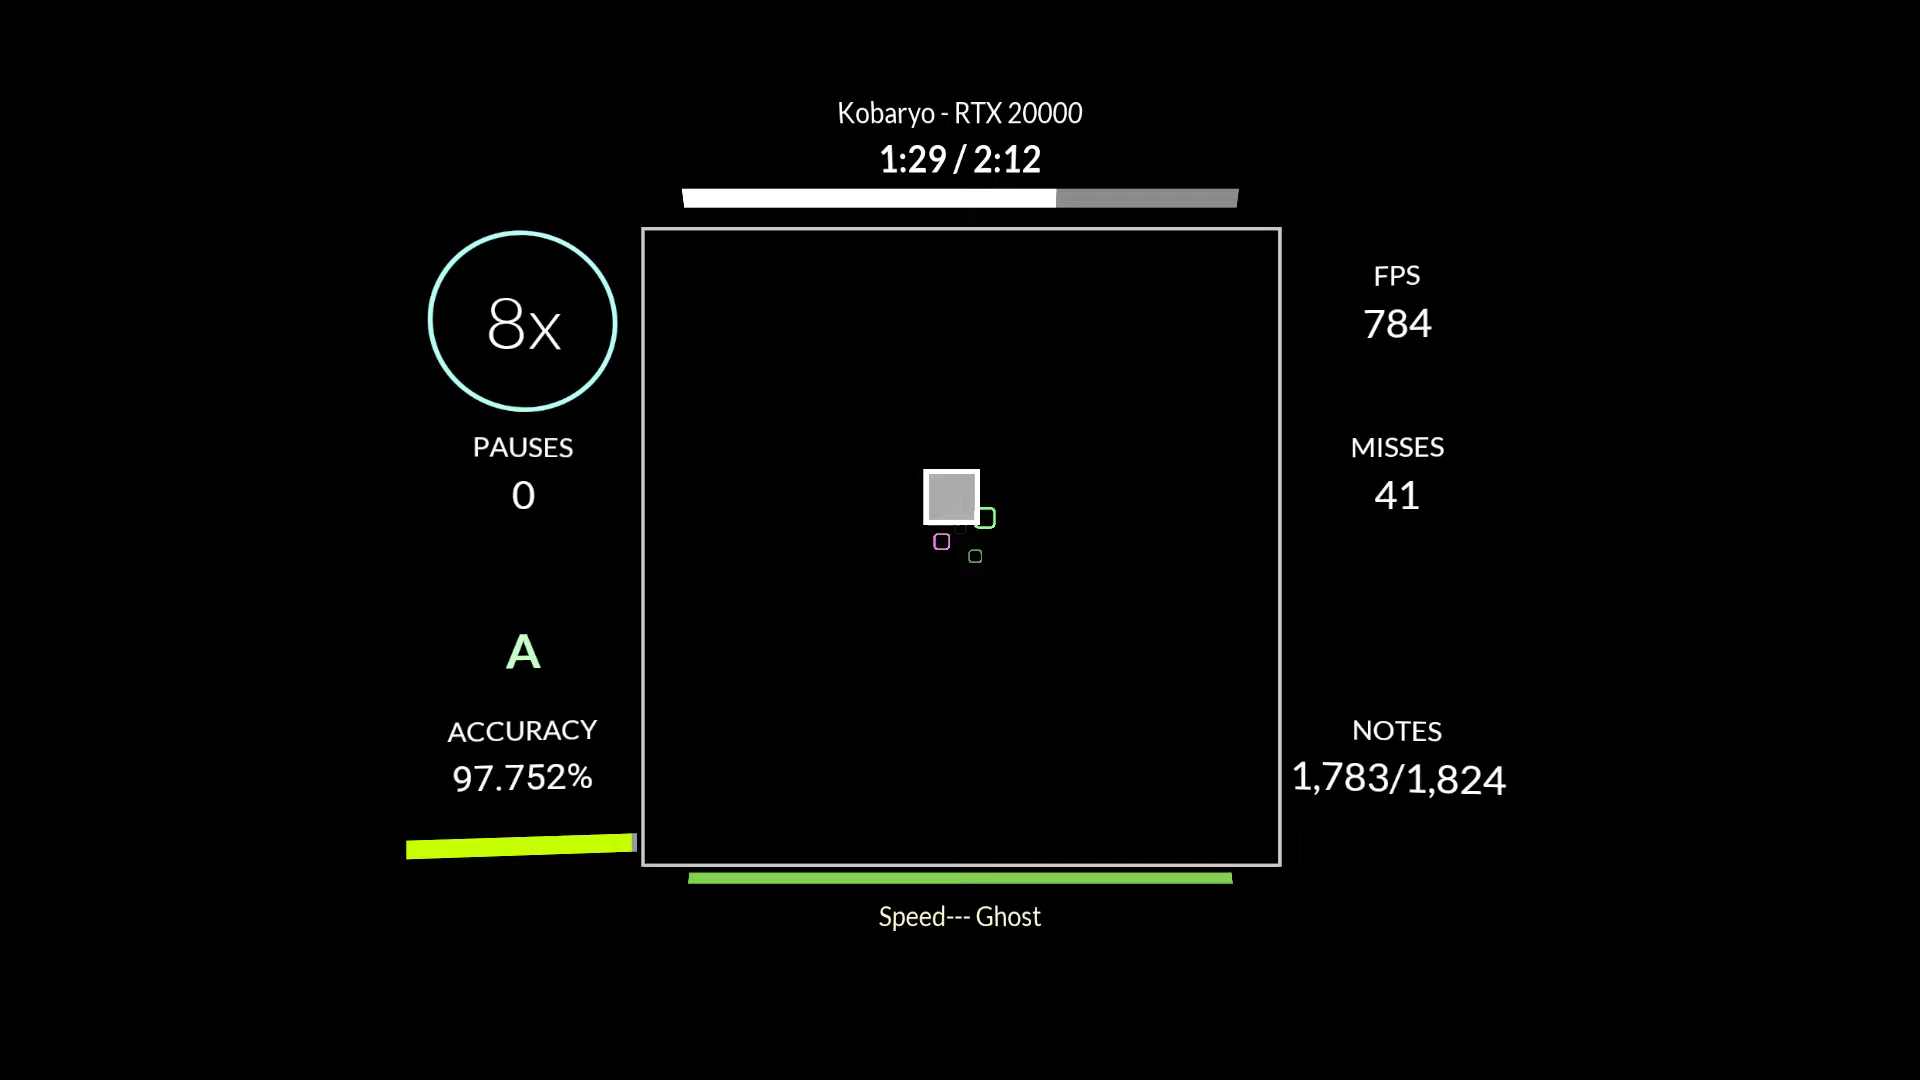 Kobaryo - RTX 20000
1:29 / 2:12
8x
PAUSES
0
A
ACCURACY
97.752%
FPS
784
MISSES
41
NOTES
1,783/1,824
Speed--- Ghost